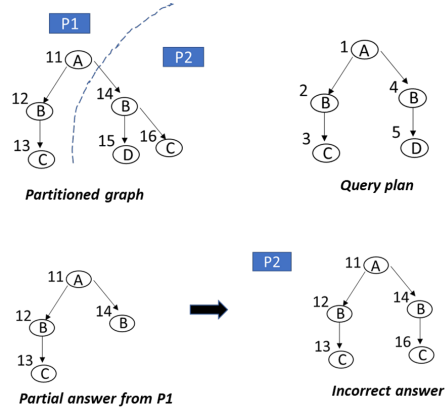 P1
P2
11 A
12 B
14 B
13 C
15 D
16 C
Partitioned graph
1 A
2 B
4 B
3 C
5 D
Query plan
11 A
12 B
14 B
13 C
Partial answer from P1
P2
11 A
12 B
14 B
13 C
16 C
Incorrect answer